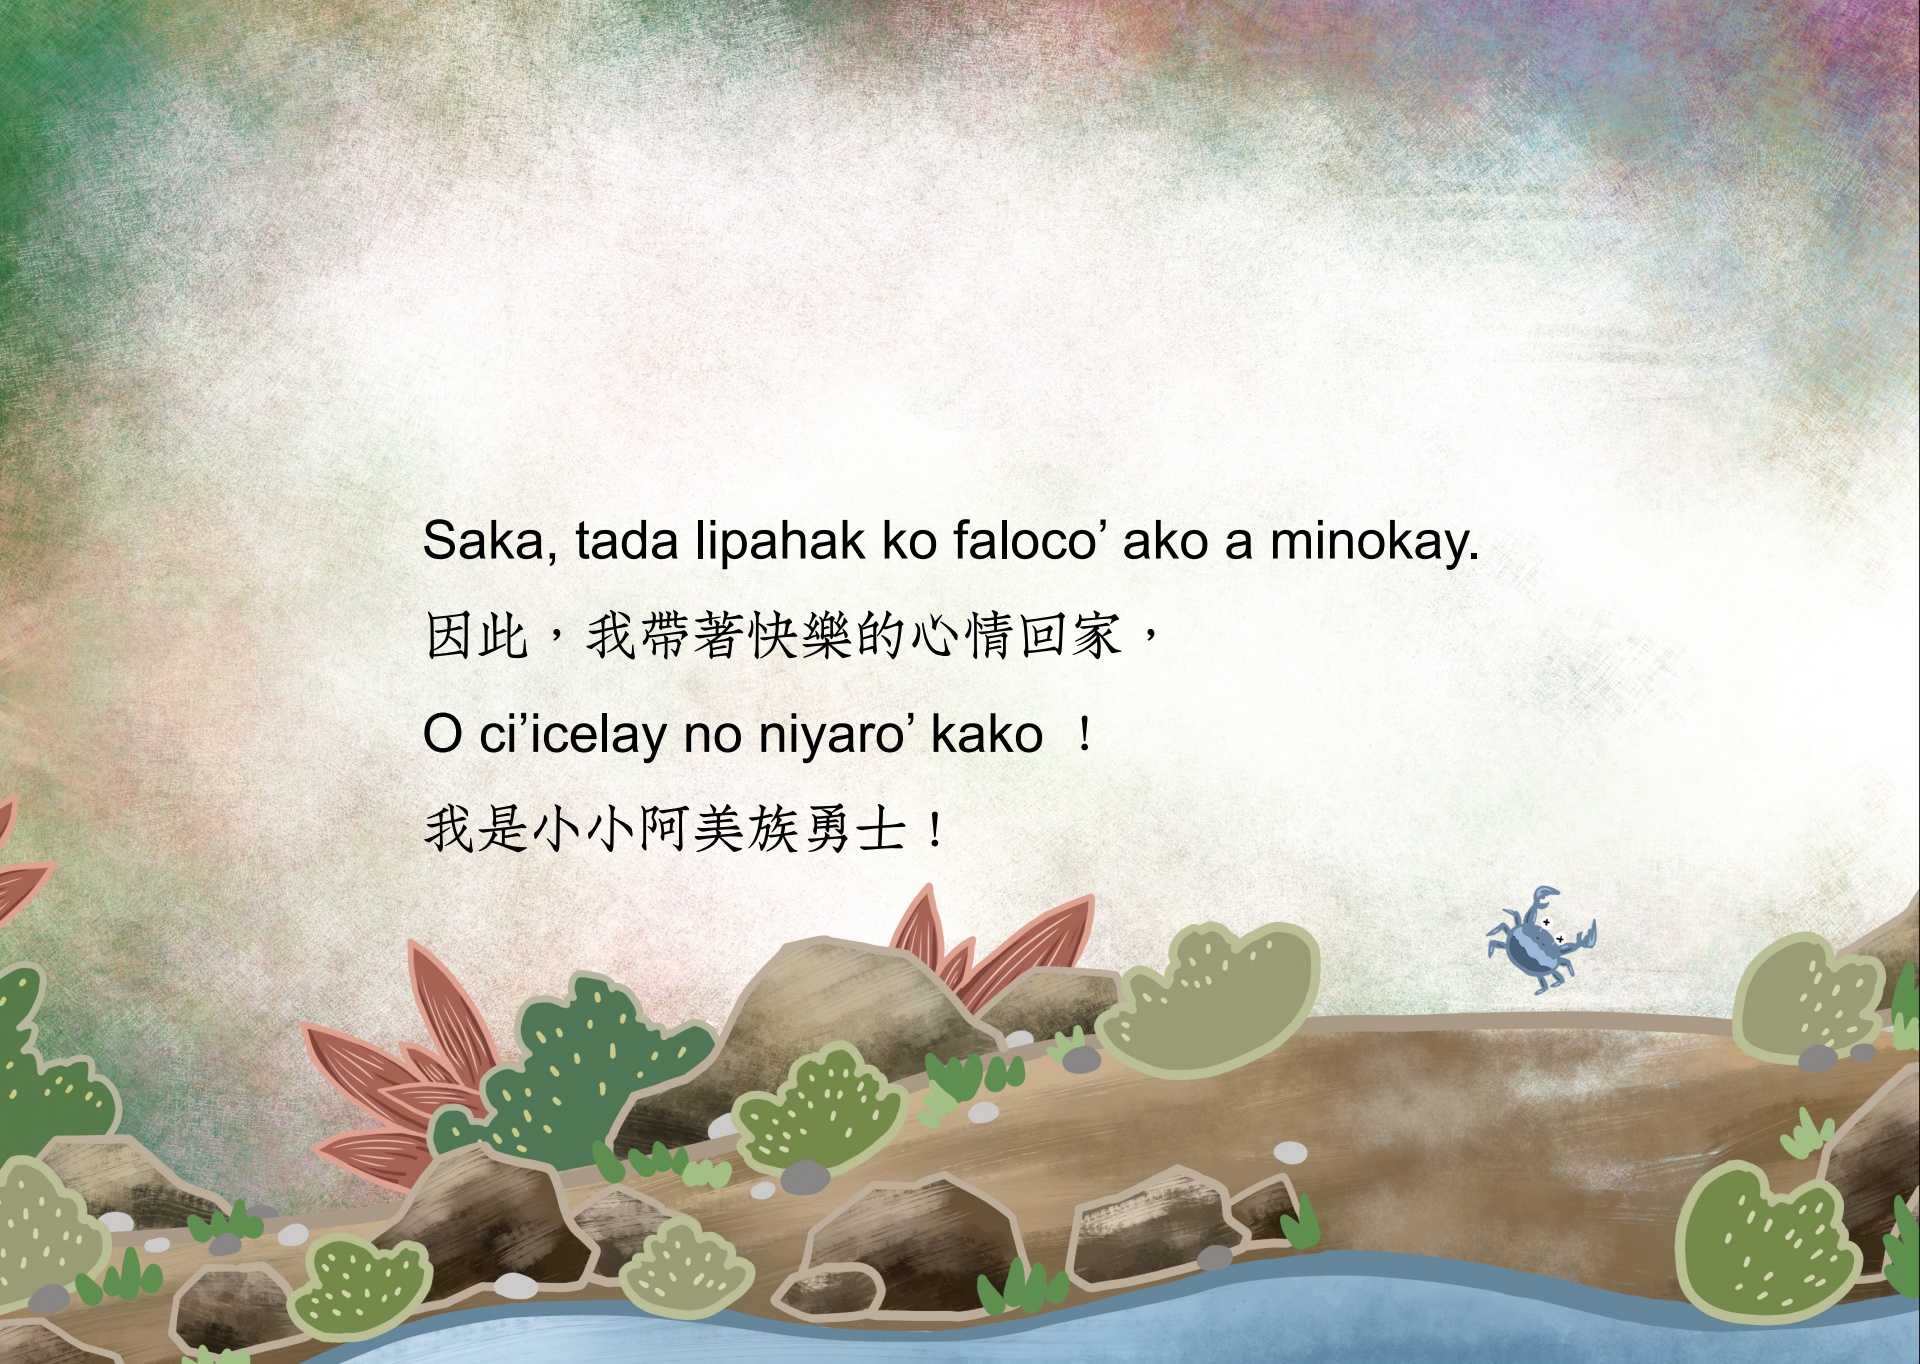 Saka, tada lipahak ko faloco’ ako a minokay.
因此，我帶著快樂的心情回家，
O ci’icelay no niyaro’ kako ！
我是小小阿美族勇士！